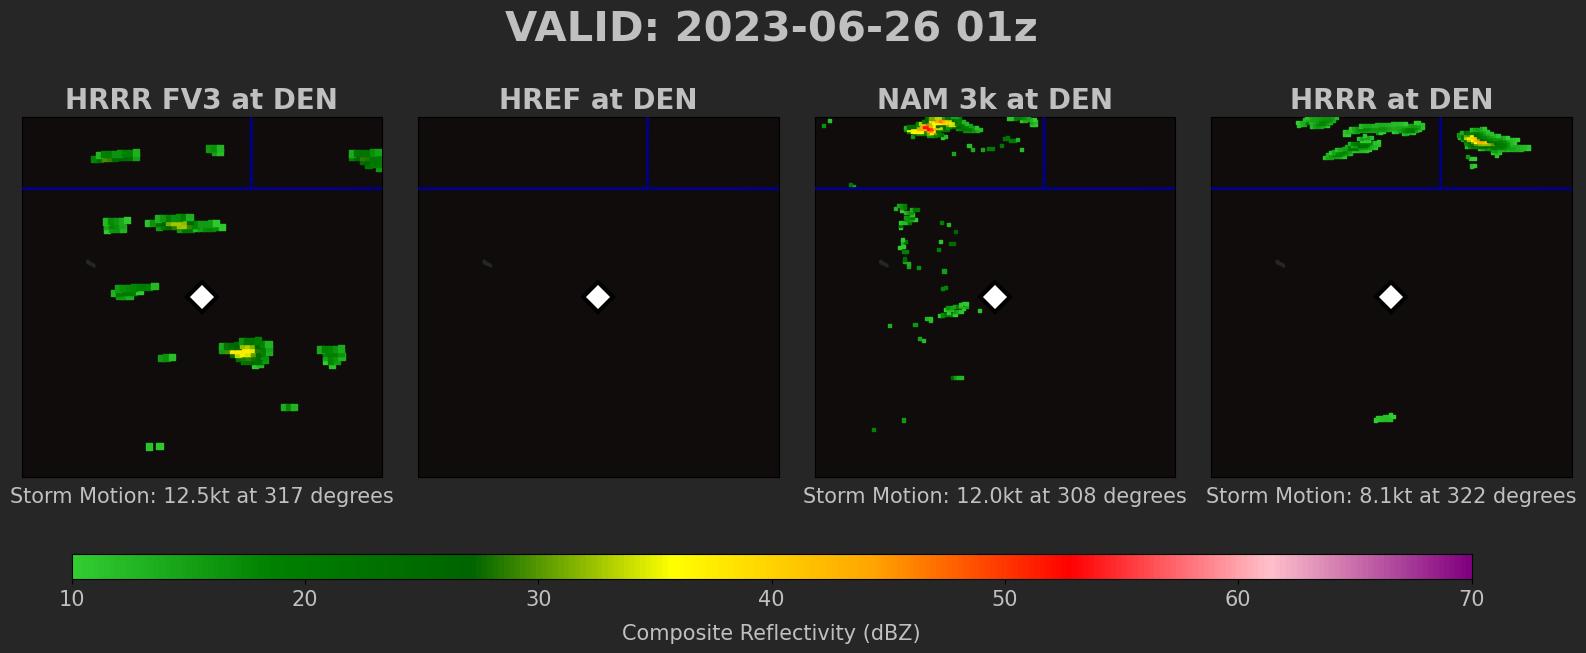 VALID: 2023-06-26 01z
HRRR FV3 at DEN
HREF at DEN
NAM 3k at DEN
HRRR at DEN
Storm Motion: 12.5kt at 317 degrees
Storm Motion: 12.0kt at 308 degrees
Storm Motion: 8.1kt at 322 degrees
10 20 30 40 50 60 70
Composite Reflectivity (dBZ)